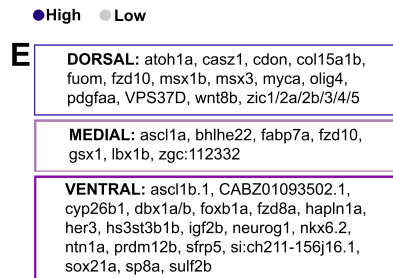 High Low
E
DORSAL: atoh1a, casz1, cdon, col15a1b,
fuom, fzd10, msx1b, msx3, myca, olig4,
pdgfaa, VPS37D, wnt8b, zic1/2a/2b/3/4/5
MEDIAL: ascl1a, bhlhe22, fabp7a, fzd10,
gsx1, lbx1b, zgc:112332
VENTRAL: ascl1b.1, CABZ01093502.1,
cyp26b1, dbx1a/b, foxb1a, fzd8a, hapln1a,
her3, hs3st3b1b, igf2b, neurog1, nkx6.2,
ntn1a, prdm12b, sfrp5, si:ch211-156j16.1,
sox21a, sp8a, sulf2b